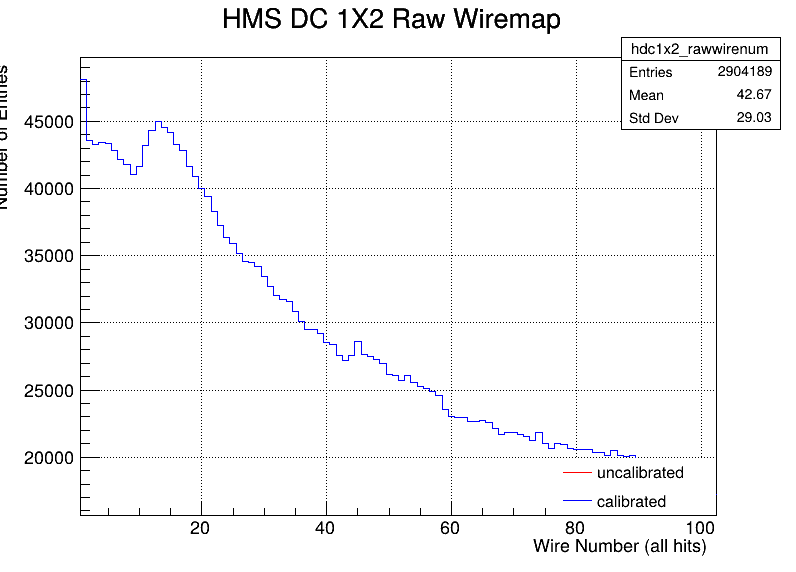 HMS DC 1X2 Raw Wiremap
hdc1x2_rawwirenum
Entries 2904189
Mean 42.67
Std Dev 29.03
Number of Entries
45000
40000
35000
30000
25000
20000
uncalibrated
calibrated
20 40 60 80 100
Wire Number (all hits)